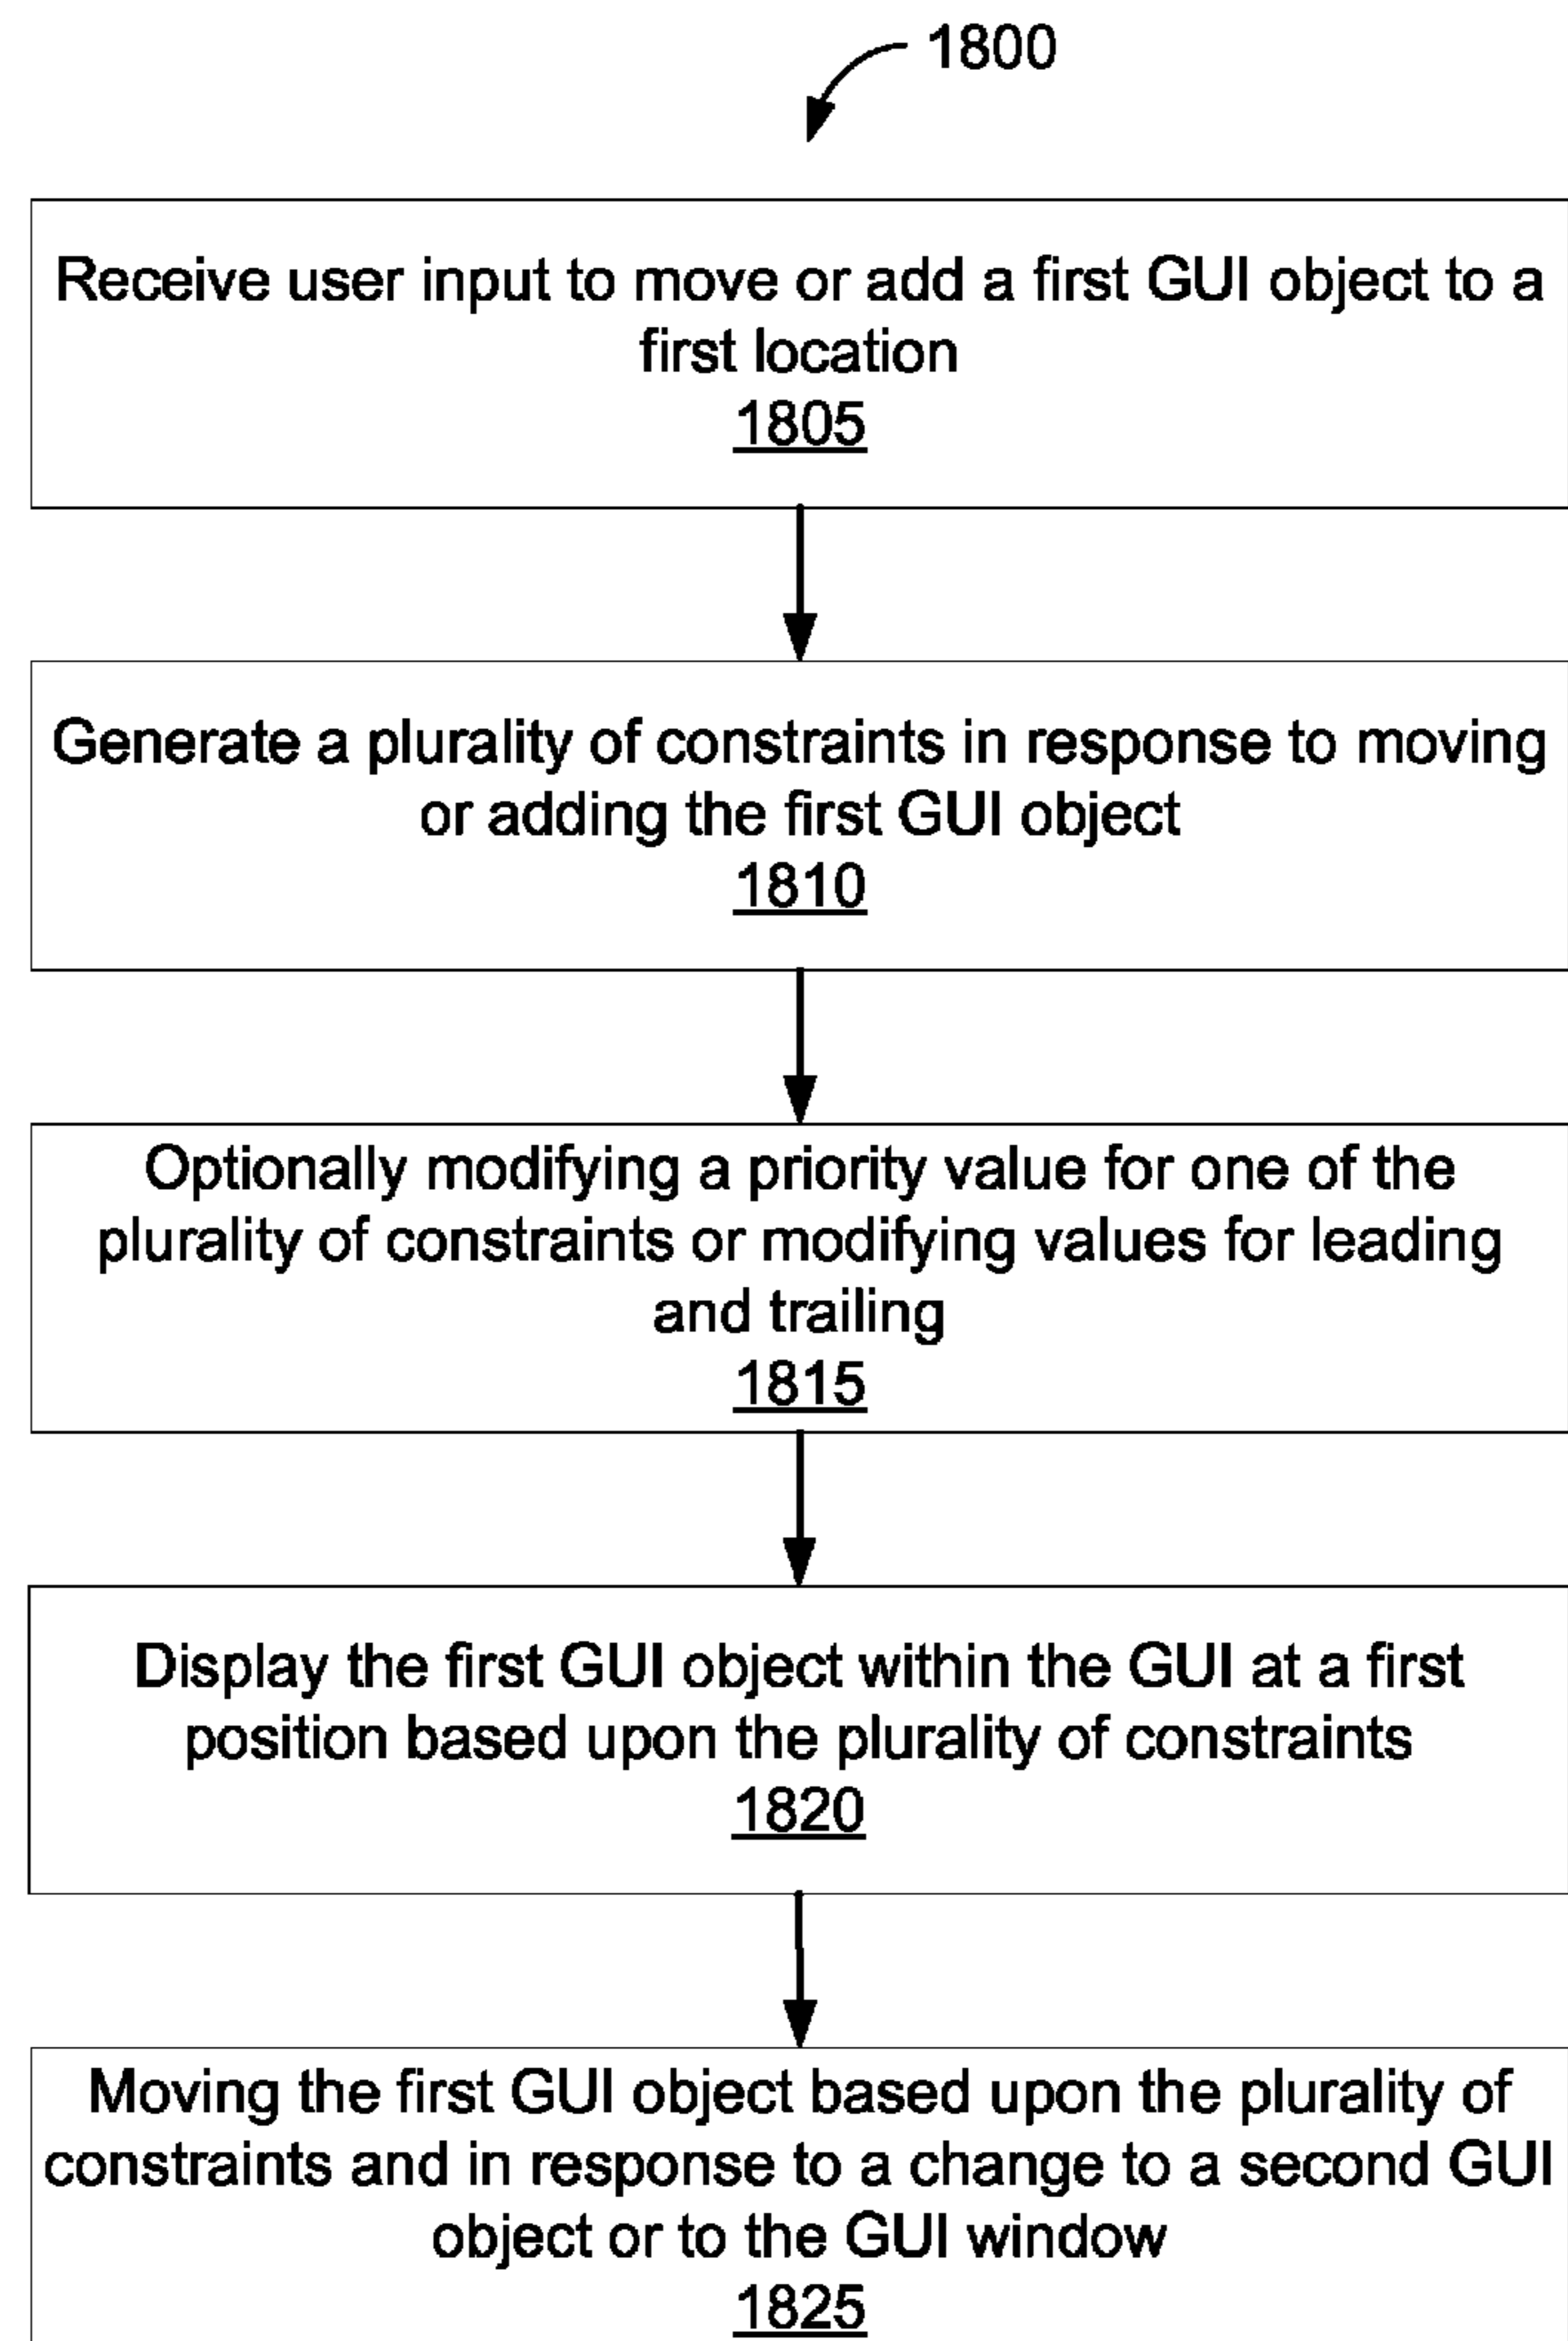 1800
Receive user input to move or add a first GUI object to a
first location
1805
Generate a plurality of constraints in response to moving
or adding the first GUI object
1810
Optionally modifying a priority value for one of the
plurality of constraints or modifying values for leading
and trailing
1815
Display the first GUI object within the GUI at a first
position based upon the plurality of constraints
1820
Moving the first GUI object based upon the plurality of
constraints and in response to a change to a second GUI
object or to the GUI window
1825